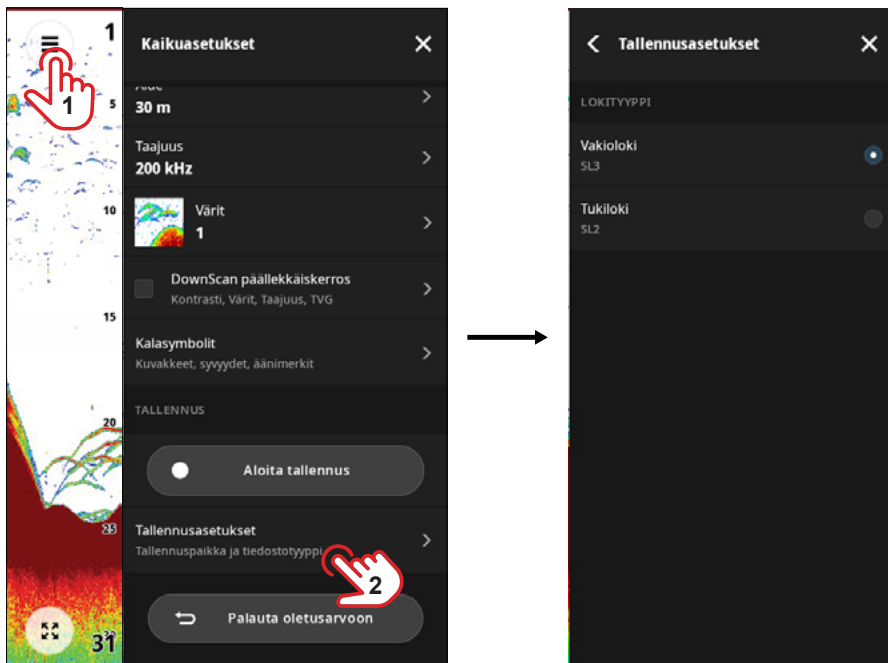 1
1
5
10
15
20
25
31
Kaikuasetukset
30 m
Taajuus
200 kHz
Värit
1
DownScan päällekkäiskerros
Kontrasti, Värit, Taajuus, TVG
Kalasymbolit
Kuvakkeet, syvyydet, äänimerkit
TALLENNUS
Aloita tallennus
Tallennusasetukset
Tallennuspaikka ja tiedostotyyppi
2
Palauta oletusarvoon
Tallennusasetukset
LOKITYYPPI
Vakioloki
SL3
Tukiloki
SL2